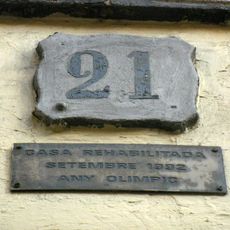 21
CASA REHABILITADA
SETEMBRE 1992
ANY OLIMPIC